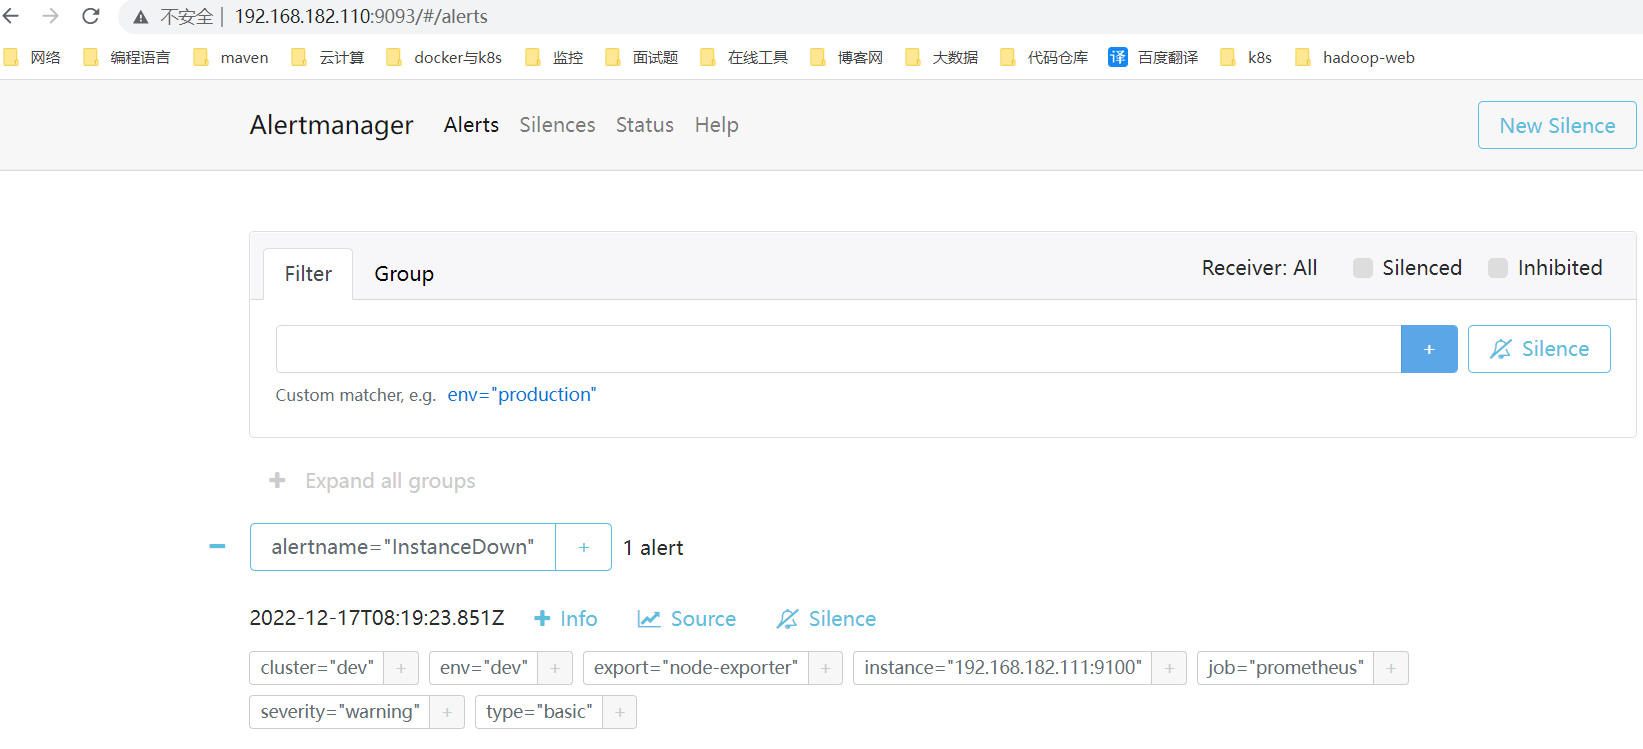 不安全 | 192.168.182.110:9093/#/alerts
网络 编程语言 maven 云计算 docker与k8s 监控 面试题 在线工具 博客网 大数据 代码仓库 译 百度翻译 k8s hadoop-web
Alertmanager Alerts Silences Status Help New Silence
Filter Group Receiver: All Silenced Inhibited
+ Silence
Custom matcher, e.g. env="production"
+ Expand all groups
− alertname="InstanceDown" + 1 alert
2022-12-17T08:19:23.851Z + Info Source Silence
cluster="dev" + env="dev" + export="node-exporter" + instance="192.168.182.111:9100" + job="prometheus" +
severity="warning" + type="basic" +